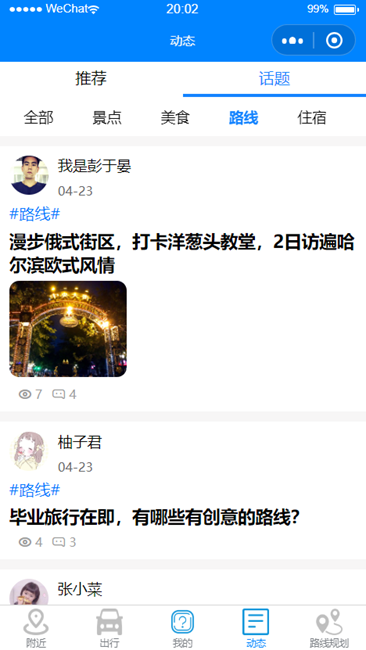 WeChat 20:02 99%
动态
推荐 话题
全部 景点 美食 路线 住宿
我是彭于晏
04-23
#路线#
漫步俄式街区，打卡洋葱头教堂，2日访遍哈
尔滨欧式风情
7 4
柚子君
04-23
#路线#
毕业旅行在即，有哪些有创意的路线？
4 3
张小菜
附近 出行 我的 动态 路线规划